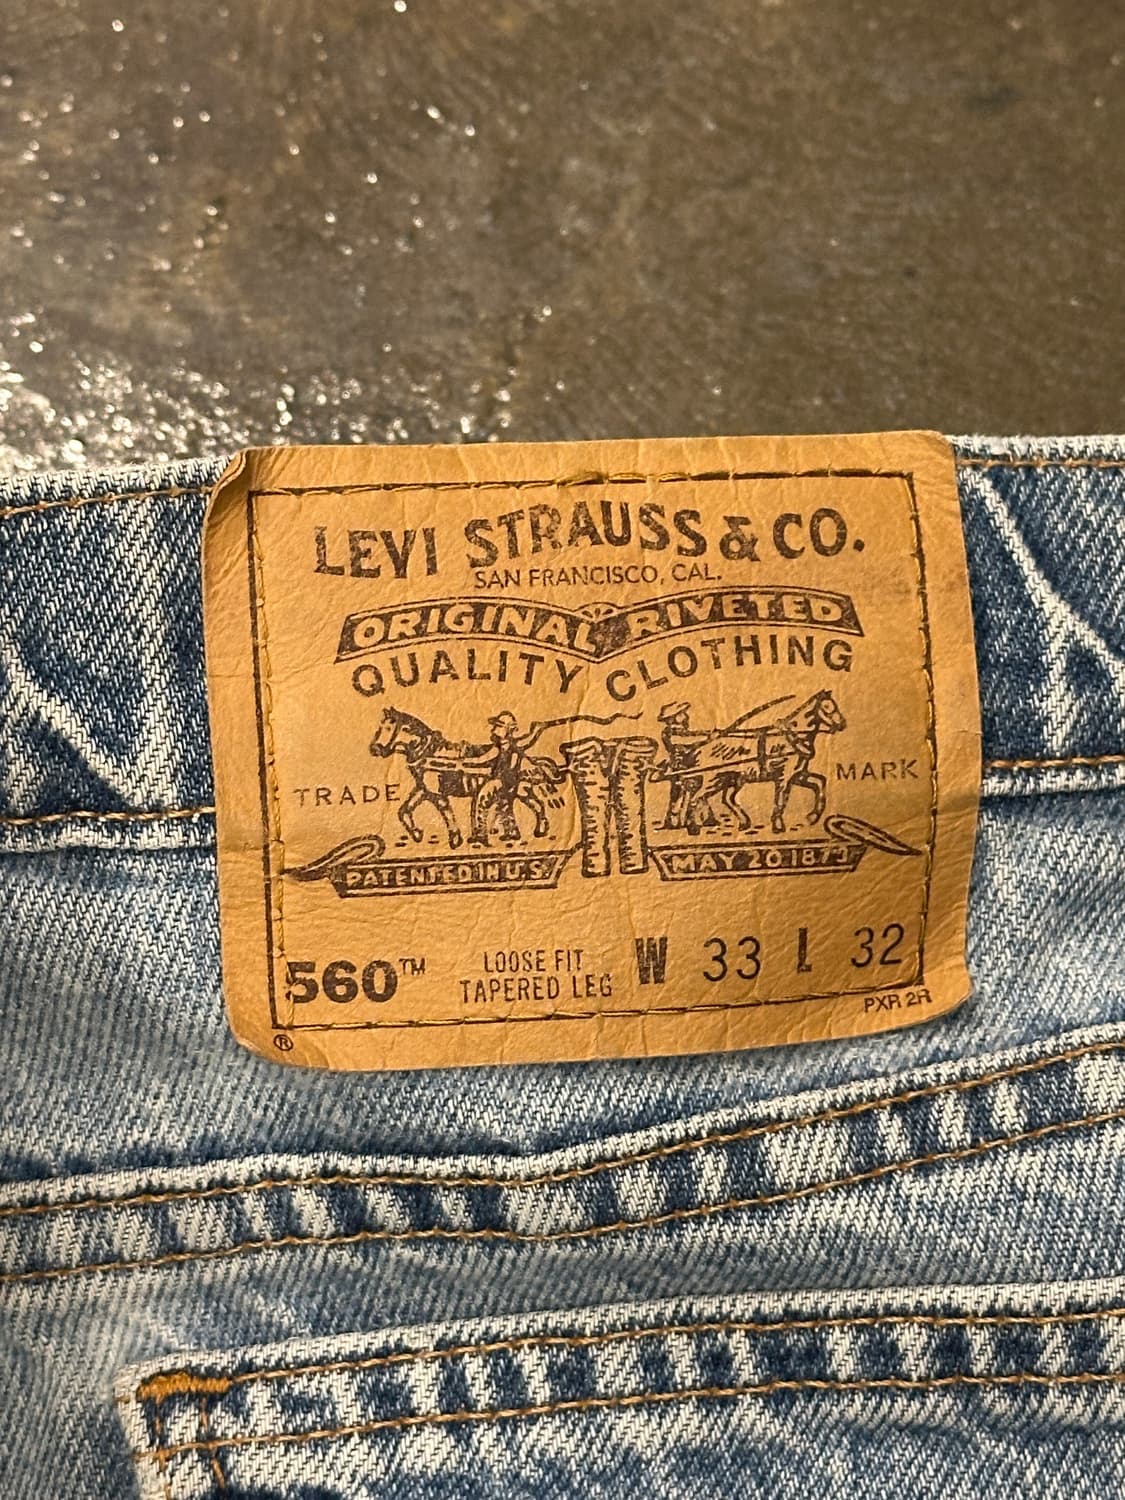 LEVI STRAUSS & CO.
SAN FRANCISCO, CAL.
ORIGINAL RIVETED
QUALITY CLOTHING
TRADE MARK
PATENTED IN U.S. MAY 20 1873
560™ LOOSE FIT TAPERED LEG W 33 L 32
PXR 2R
®